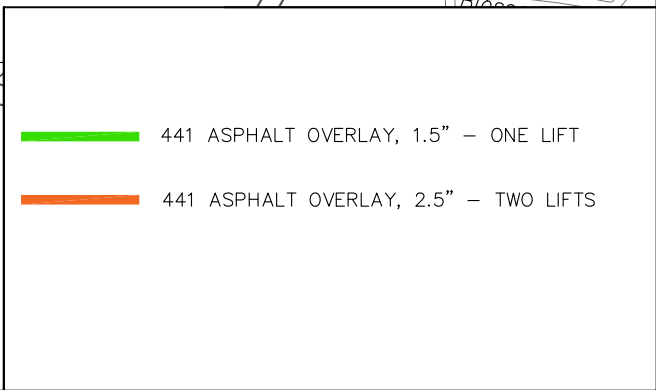 441 ASPHALT OVERLAY, 1.5” – ONE LIFT
441 ASPHALT OVERLAY, 2.5” – TWO LIFTS